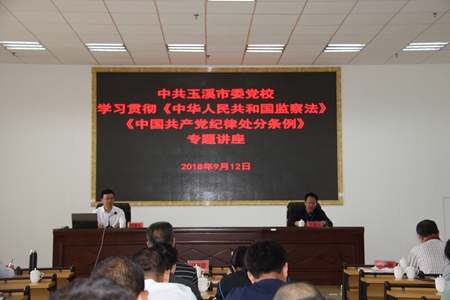 中共玉溪市委党校
学习贯彻《中华人民共和国监察法》
《中国共产党纪律处分条例》
专题讲座
2018年9月12日